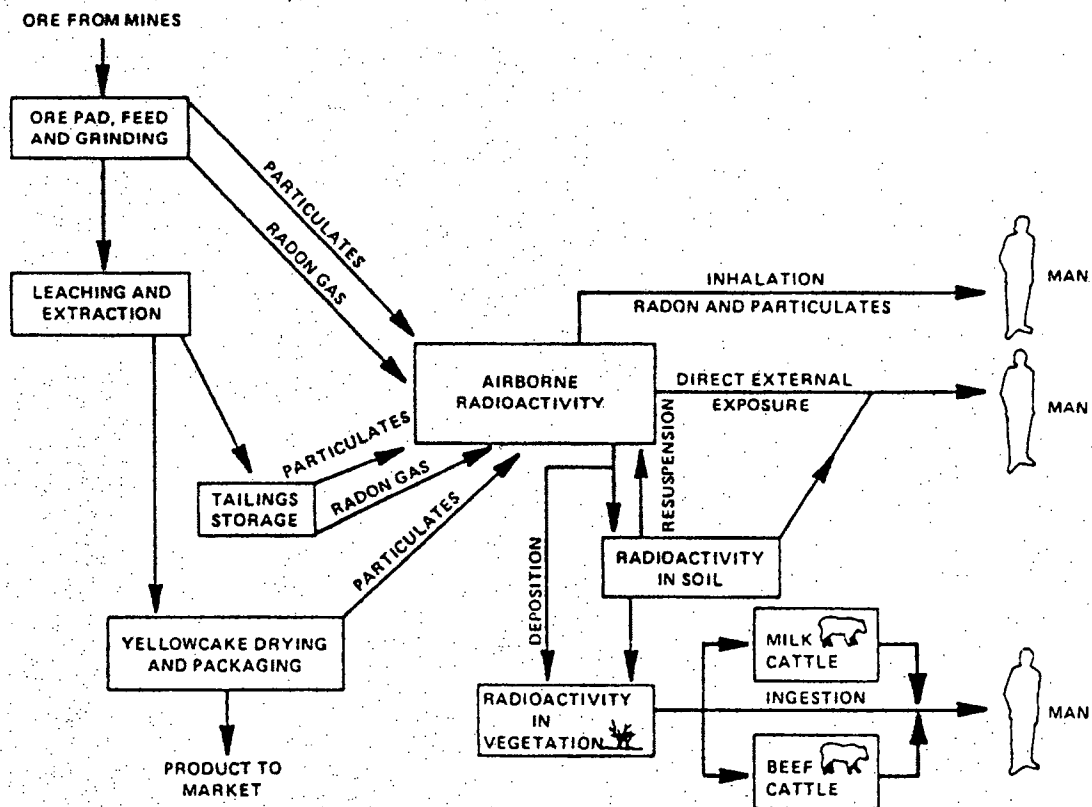 ORE FROM MINES
ORE PAD, FEED
AND GRINDING
PARTICULATES
RADON GAS
LEACHING AND
EXTRACTION
INHALATION
RADON AND PARTICULATES
MAN
AIRBORNE
RADIOACTIVITY
DIRECT EXTERNAL
EXPOSURE
MAN
PARTICULATES
RADON GAS
TAILINGS
STORAGE
PARTICULATES
RESUSPENSION
DEPOSITION
RADIOACTIVITY
IN SOIL
YELLOWCAKE DRYING
AND PACKAGING
MILK
CATTLE
RADIOACTIVITY
IN
VEGETATION
INGESTION
MAN
BEEF
CATTLE
PRODUCT TO
MARKET